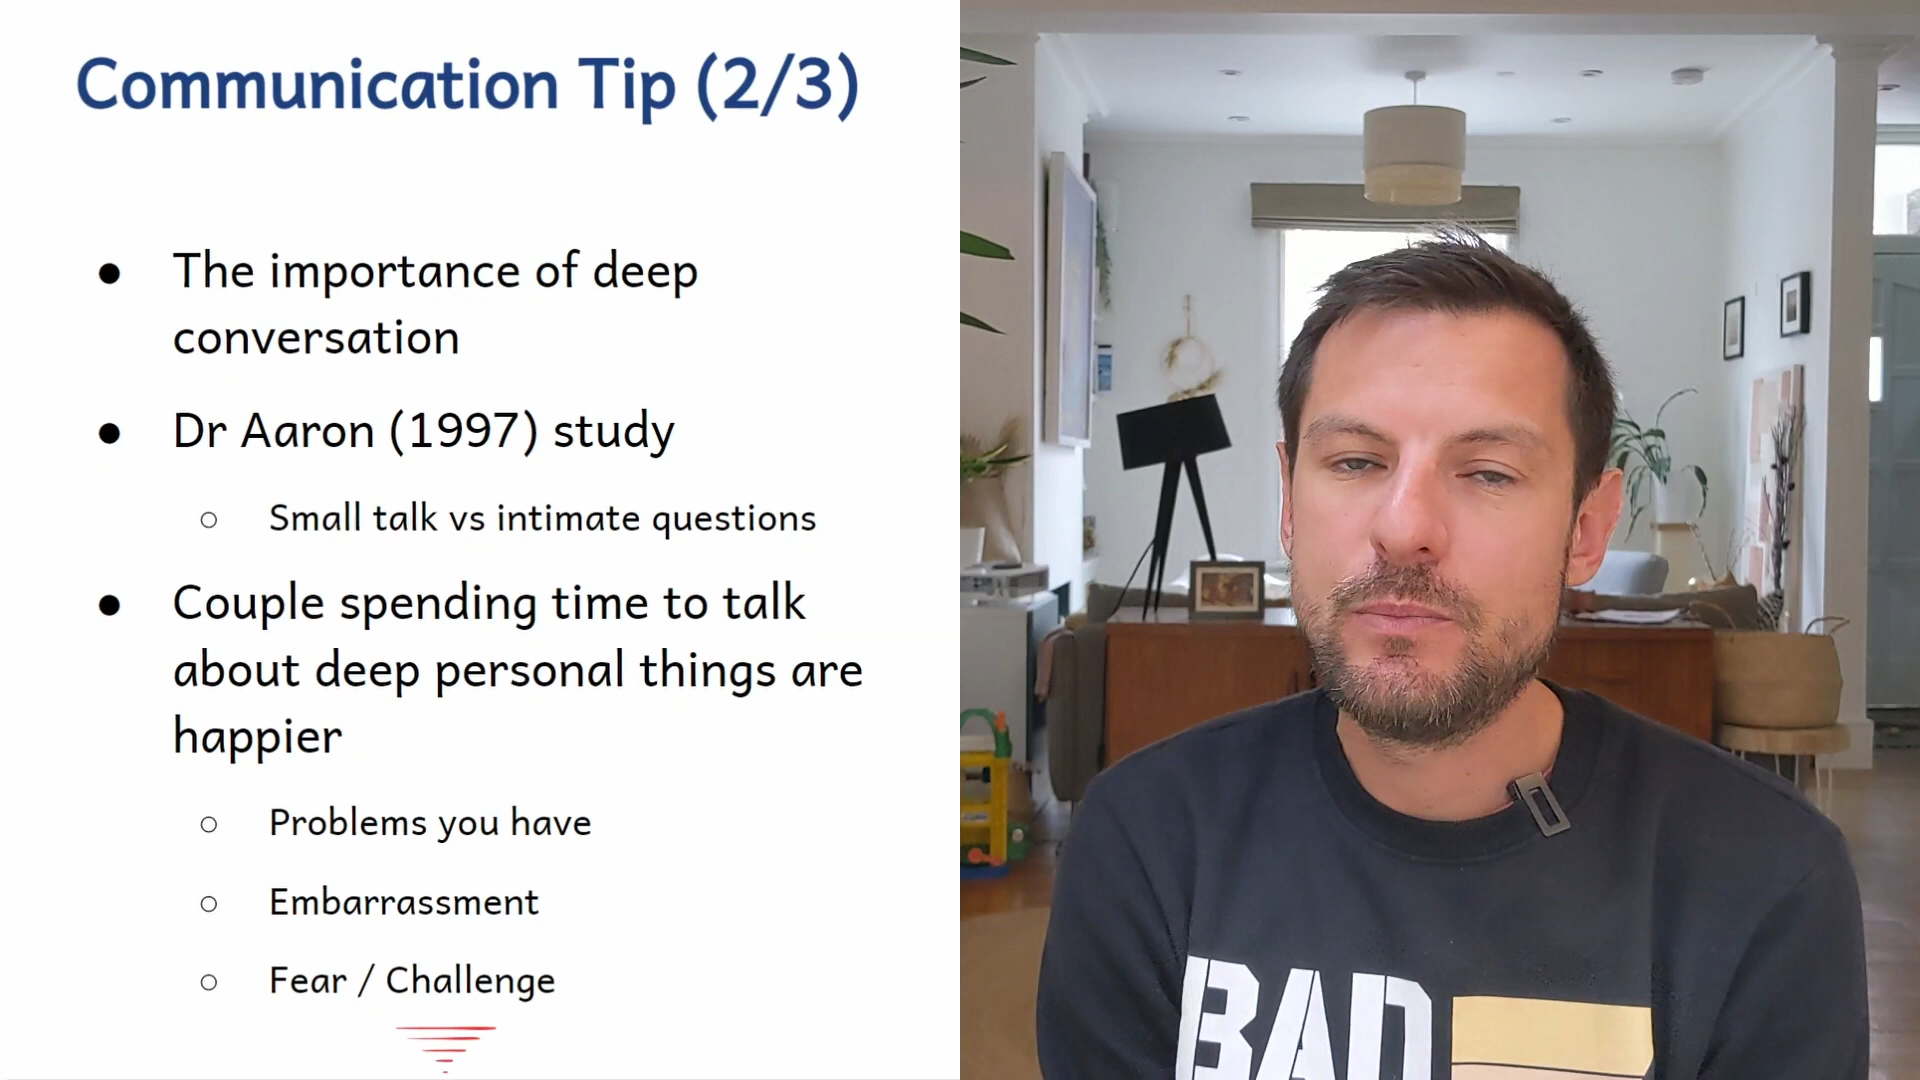 Communication Tip (2/3)
● The importance of deep
conversation
● Dr Aaron (1997) study
○ Small talk vs intimate questions
● Couple spending time to talk
about deep personal things are
happier
○ Problems you have
○ Embarrassment
○ Fear / Challenge
BAD